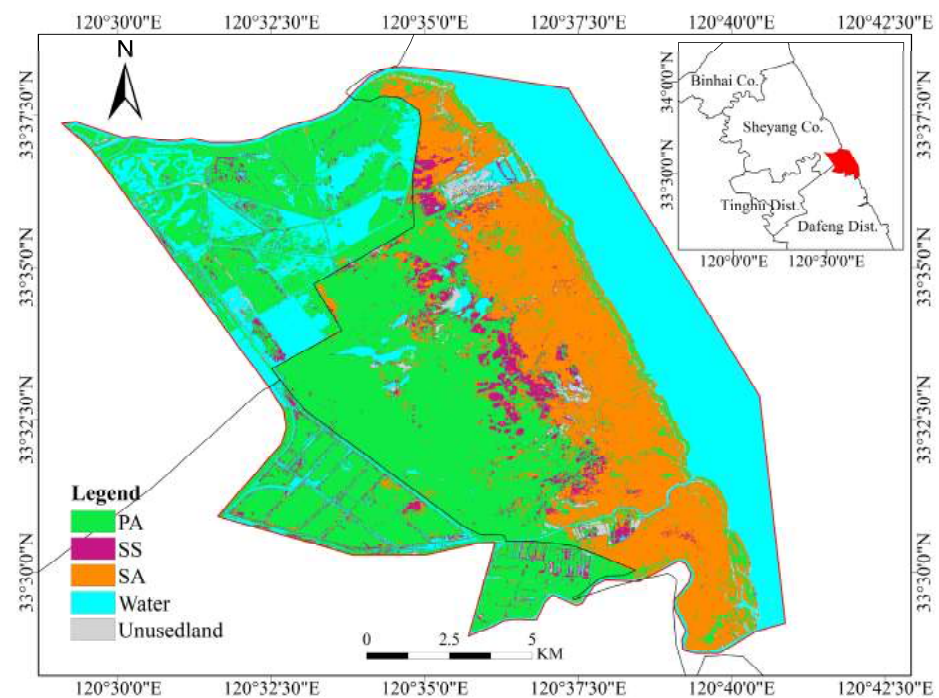 120°30'0"E 120°32'30"E 120°35'0"E 120°37'30"E 120°40'0"E 120°42'30"E
N
33°37'30"N
33°35'0"N
33°32'30"N
33°30'0"N
34°0'0"N
33°30'0"N
Binhai Co.
Sheyang Co.
Tinghu Dist.
Dafeng Dist.
120°0'0"E 120°30'0"E
33°37'30"N
33°35'0"N
33°32'30"N
33°30'0"N
Legend
PA
SS
SA
Water
Unusedland
0 2.5 5
KM
120°30'0"E 120°32'30"E 120°35'0"E 120°37'30"E 120°40'0"E 120°42'30"E